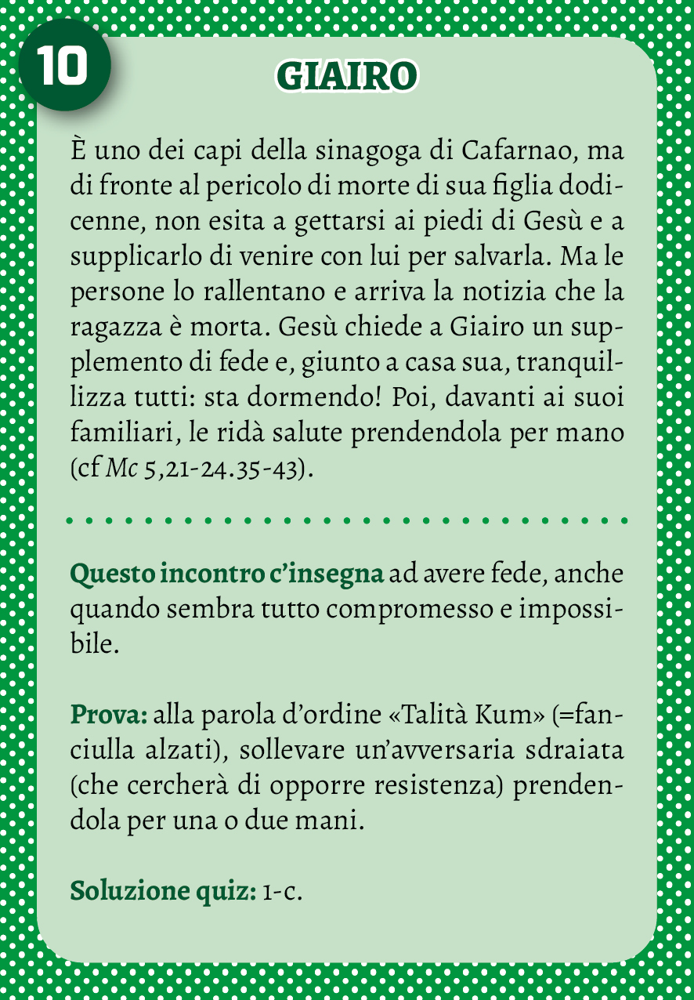 10
GIAIRO
È uno dei capi della sinagoga di Cafarnao, ma
di fronte al pericolo di morte di sua figlia dodi-
cenne, non esita a gettarsi ai piedi di Gesù e a
supplicarlo di venire con lui per salvarla. Ma le
persone lo rallentano e arriva la notizia che la
ragazza è morta. Gesù chiede a Giairo un sup-
plemento di fede e, giunto a casa sua, tranquil-
lizza tutti: sta dormendo! Poi, davanti ai suoi
familiari, le ridà salute prendendola per mano
(cf Mc 5,21-24.35-43).
Questo incontro c’insegna ad avere fede, anche
quando sembra tutto compromesso e impossi-
bile.
Prova: alla parola d’ordine «Talità Kum» (=fan-
ciulla alzati), sollevare un’avversaria sdraiata
(che cercherà di opporre resistenza) prenden-
dola per una o due mani.
Soluzione quiz: 1-c.